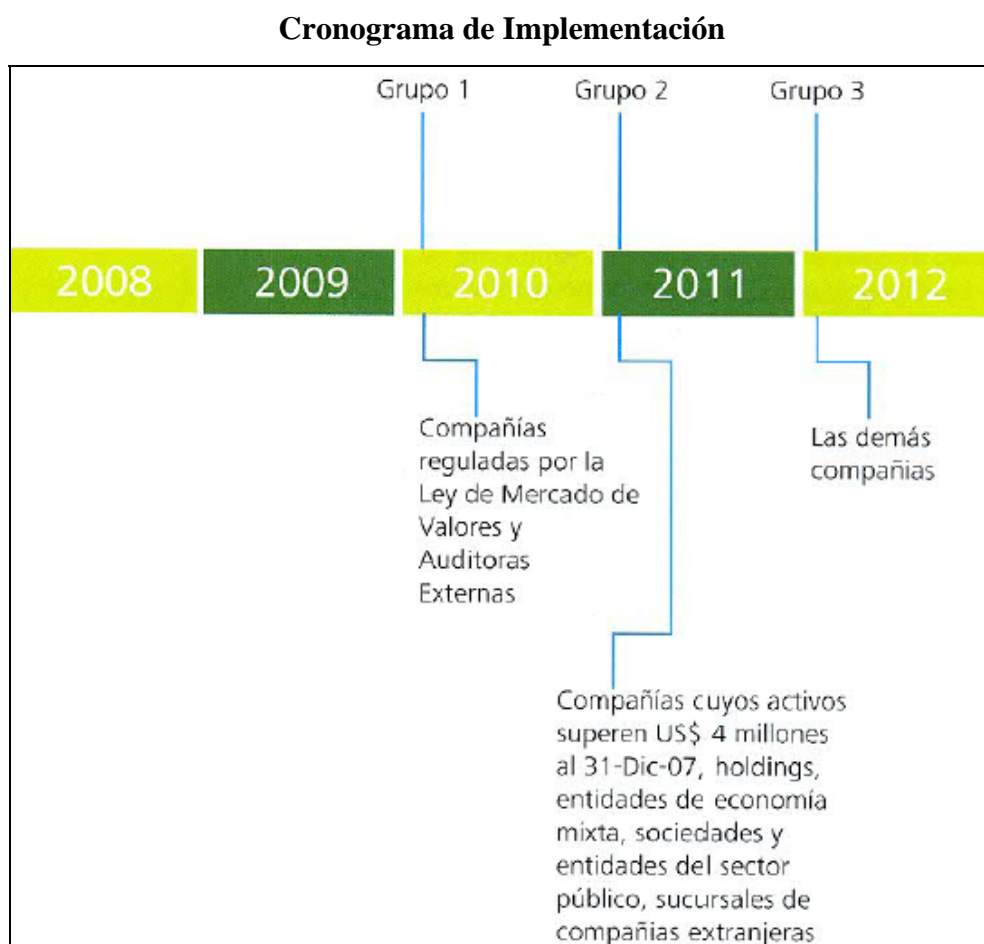 Cronograma de Implementación
Grupo 1 Grupo 2 Grupo 3
2008 2009 2010 2011 2012
Compañías
reguladas por la
Ley de Mercado de
Valores y
Auditoras
Externas
Las demás
compañias
Compañías cuyos activos
superen US$ 4 millones
al 31-Dic-07, holdings,
entidades de economía
mixta, sociedades y
entidades del sector
público, sucursales de
compañias extranjeras